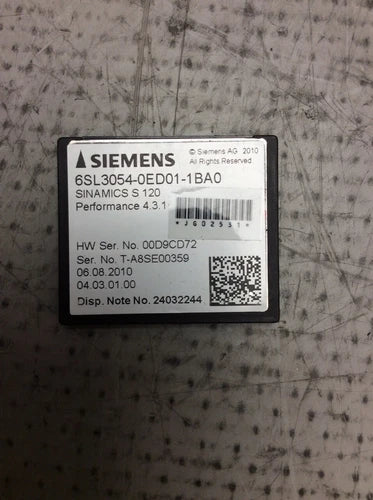 SIEMENS
© Siemens AG 2010
All Rights Reserved
6SL3054-0ED01-1BA0
SINAMICS S 120
Performance 4.3.1
*JG02531*
HW Ser. No. 00D9CD72
Ser. No. T-A8SE00359
06.08.2010
04.03.01.00
Disp. Note No. 24032244